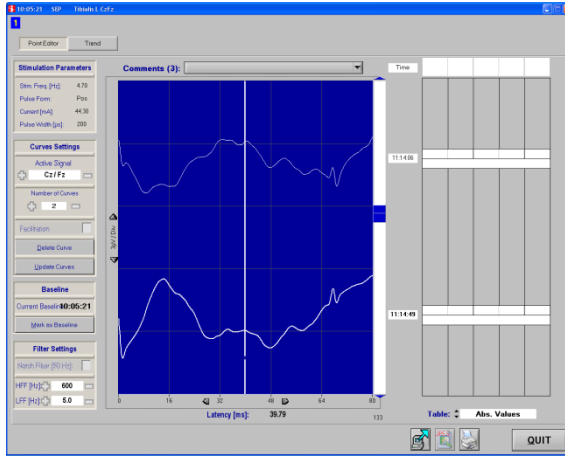 10:05:21 SEP Tibialis L CzFz
1
Point Editor Trend
Stimulation Parameters
Stim. Freq. [Hz]: 4.70
Pulse Form: Pos
Current [mA]: 44.30
Pulse Width [µs]: 200
Curves Settings
Active Signal
Cz / Fz
Number of Curves
2
Facilitation
Delete Curve
Update Curves
Baseline
Current Baselin10:05:21
Mark as Baseline
Filter Settings
Notch Filter [50 Hz]:
HFF [Hz]: 600
LFF [Hz]: 5.0
Comments (3):
0 16 32 48 64 80
Latency [ms]: 39.79
133
Time
11:14:06
11:14:49
Table: Abs. Values
QUIT